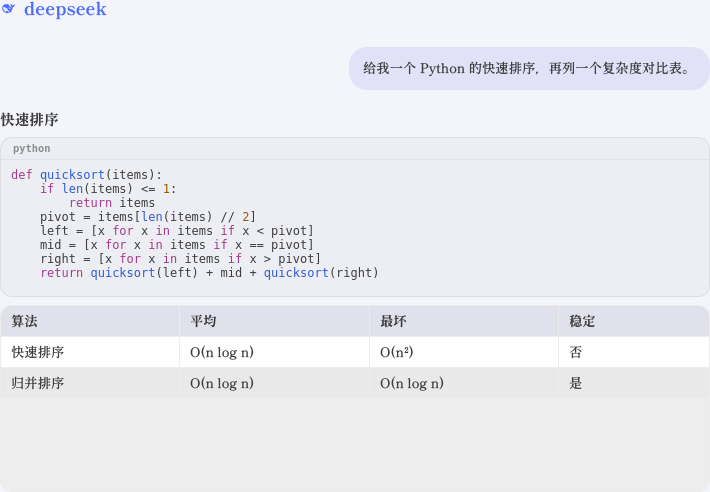 deepseek
给我一个 Python 的快速排序，再列一个复杂度对比表。
快速排序
python
def quicksort(items):
    if len(items) <= 1:
        return items
    pivot = items[len(items) // 2]
    left = [x for x in items if x < pivot]
    mid = [x for x in items if x == pivot]
    right = [x for x in items if x > pivot]
    return quicksort(left) + mid + quicksort(right)
算法 平均 最坏 稳定
快速排序 O(n log n) O(n²) 否
归并排序 O(n log n) O(n log n) 是